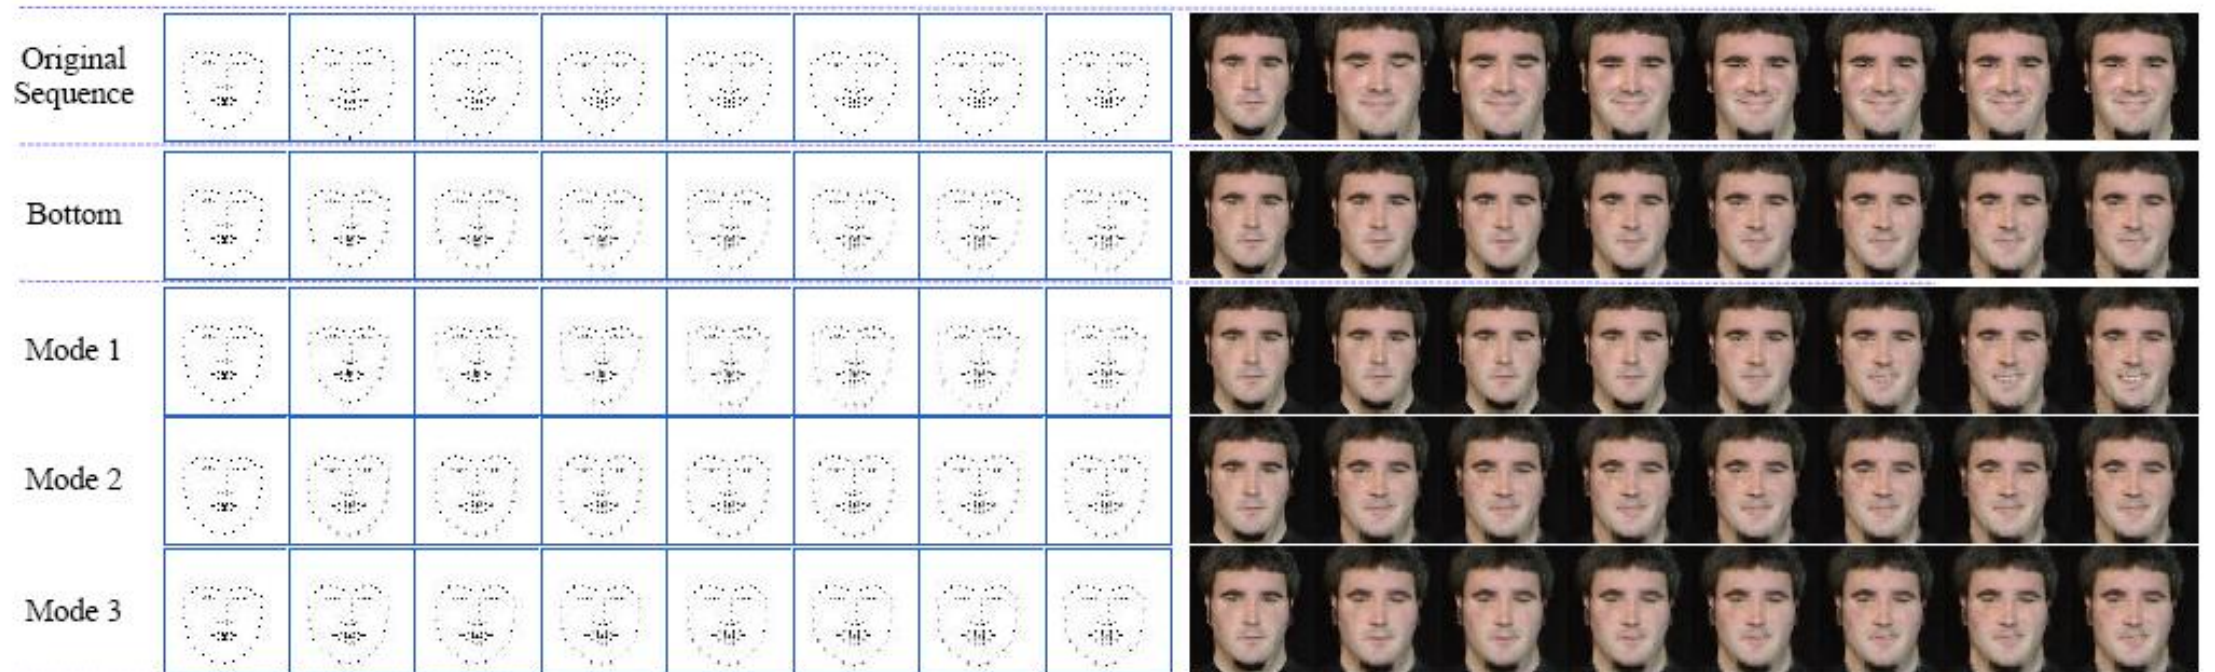 Original
Sequence
Bottom
Mode 1
Mode 2
Mode 3